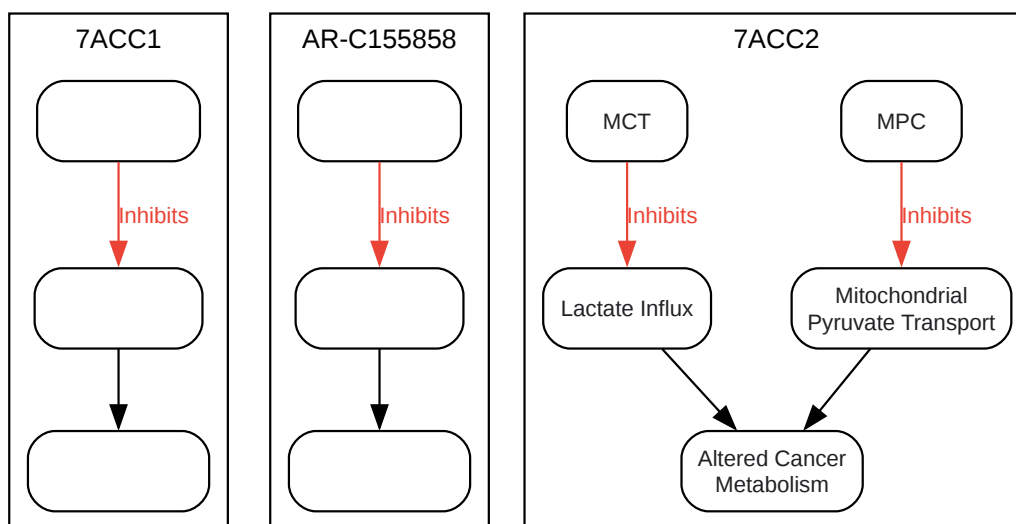 7ACC1
Inhibits
AR-C155858
Inhibits
7ACC2
MCT
MPC
Inhibits
Inhibits
Lactate Influx
Mitochondrial
Pyruvate Transport
Altered Cancer
Metabolism